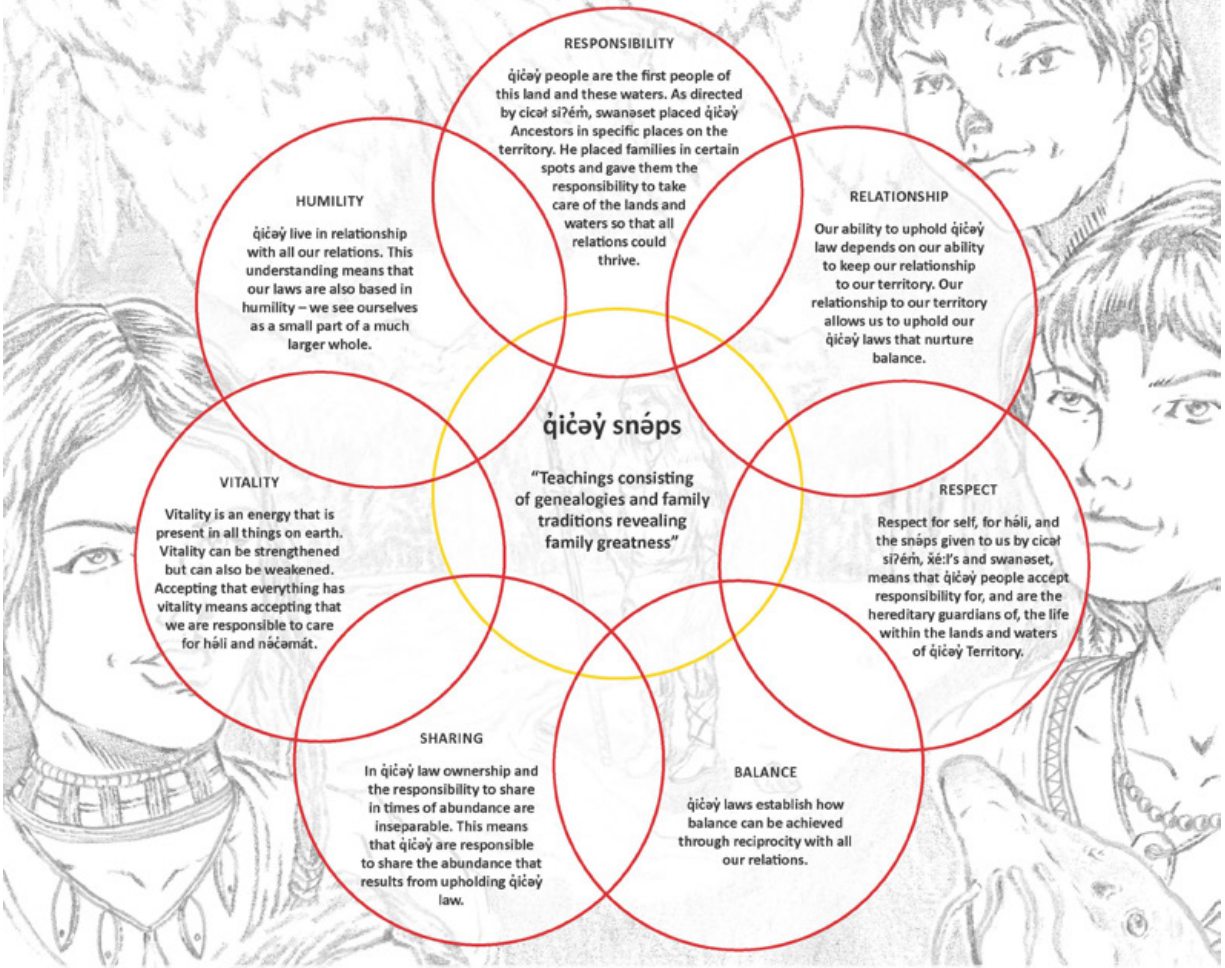 RESPONSIBILITY
q̓ic̓əy̓ people are the first people of
this land and these waters. As directed
by cicəł siʔém̓, swanəset placed q̓ic̓əy̓
Ancestors in specific places on the
territory. He placed families in certain
spots and gave them the
responsibility to take
care of the lands and
waters so that all
relations could
thrive.
HUMILITY
q̓ic̓əy̓ live in relationship
with all our relations. This
understanding means that
our laws are also based in
humility – we see ourselves
as a small part of a much
larger whole.
RELATIONSHIP
Our ability to uphold q̓ic̓əy̓
law depends on our ability
to keep our relationship
to our territory. Our
relationship to our territory
allows us to uphold our
q̓ic̓əy̓ laws that nurture
balance.
q̓ic̓əy̓ snə́ps
“Teachings consisting
of genealogies and family
traditions revealing
family greatness”
VITALITY
Vitality is an energy that is
present in all things on earth.
Vitality can be strengthened
but can also be weakened.
Accepting that everything has
vitality means accepting that
we are responsible to care
for hə́li and nə́c̓əmát.
RESPECT
Respect for self, for hə́li, and
the snə́ps given to us by cicəł
siʔém̓, x̌é:l's and swanəset,
means that q̓ic̓əy̓ people accept
responsibility for, and are the
hereditary guardians of, the life
within the lands and waters
of q̓ic̓əy̓ Territory.
SHARING
In q̓ic̓əy̓ law ownership and
the responsibility to share
in times of abundance are
inseparable. This means
that q̓ic̓əy̓ are responsible
to share the abundance that
results from upholding q̓ic̓əy̓
law.
BALANCE
q̓ic̓əy̓ laws establish how
balance can be achieved
through reciprocity with all
our relations.